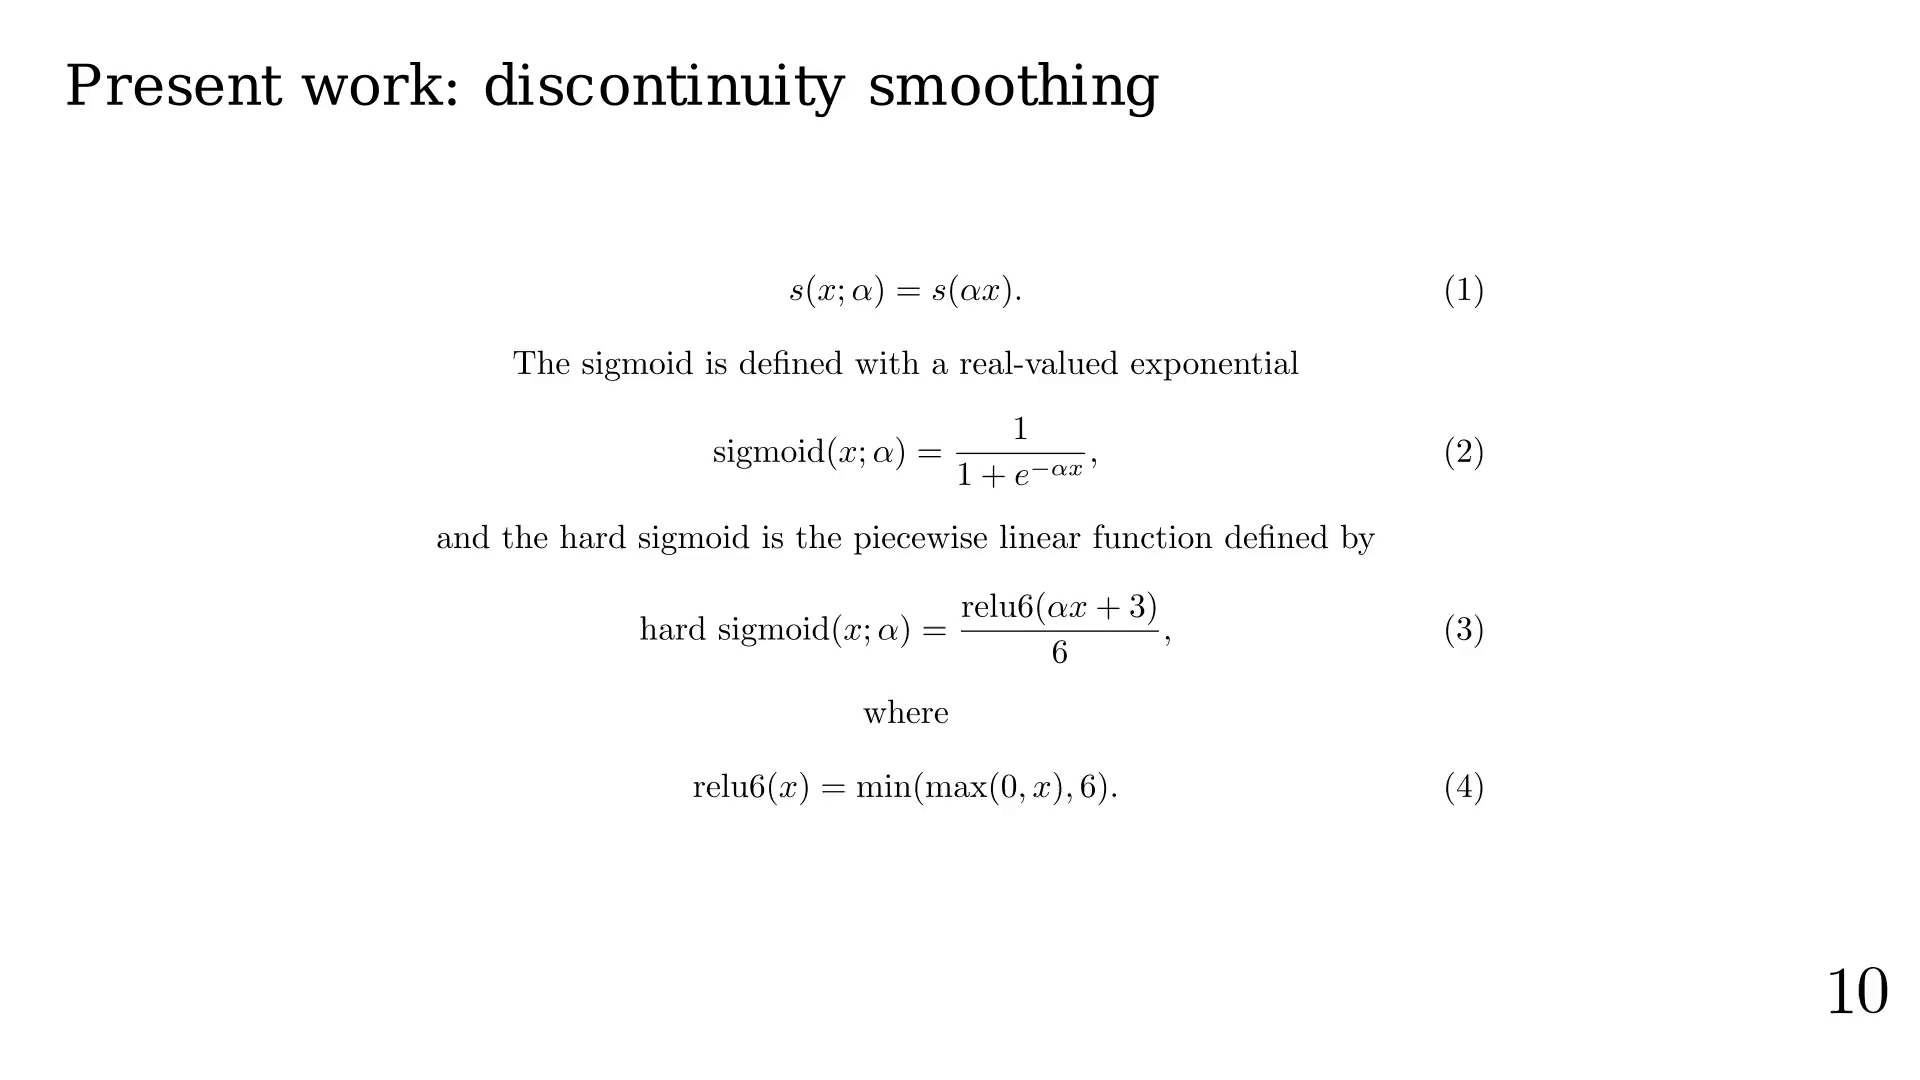 Present work: discontinuity smoothing
s(x; α) = s(αx). (1)
The sigmoid is defined with a real-valued exponential
sigmoid(x; α) = \frac{1}{1 + e^{-αx}}, (2)
and the hard sigmoid is the piecewise linear function defined by
hard sigmoid(x; α) = \frac{relu6(αx + 3)}{6}, (3)
where
relu6(x) = min(max(0, x), 6). (4)
10